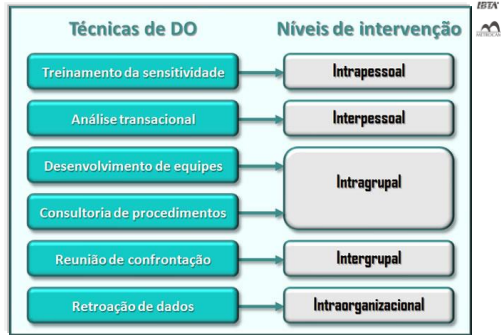 IBTA
Técnicas de DO
Níveis de intervenção
Treinamento da sensitividade
Intrapessoal
Análise transacional
Interpessoal
Desenvolvimento de equipes
Intragrupal
Consultoria de procedimentos
Reunião de confrontação
Intergrupal
Retroação de dados
Intraorganizacional